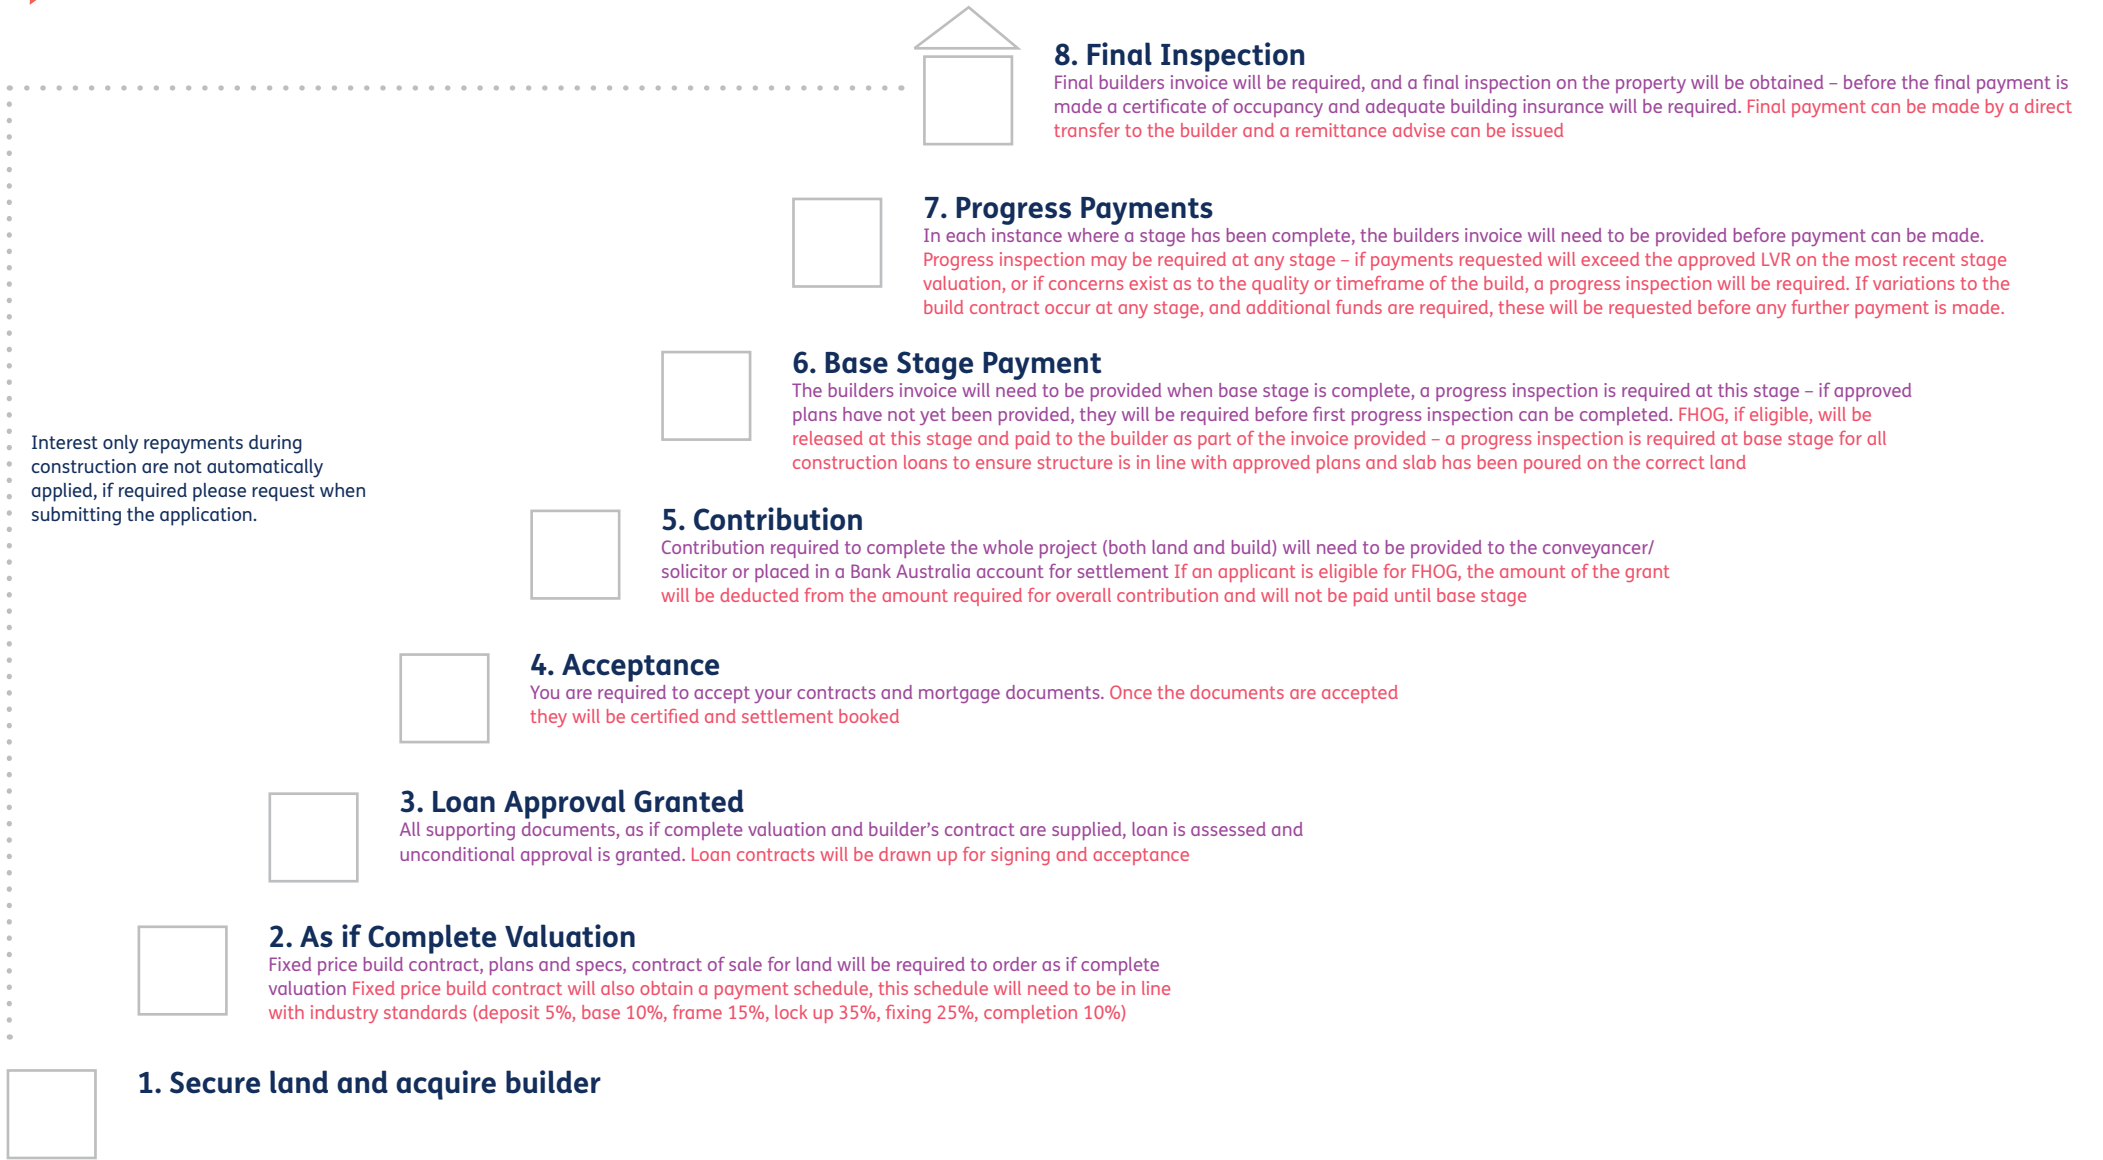 8. Final Inspection
Final builders invoice will be required, and a final inspection on the property will be obtained – before the final payment is
made a certificate of occupancy and adequate building insurance will be required. Final payment can be made by a direct
transfer to the builder and a remittance advise can be issued
7. Progress Payments
In each instance where a stage has been complete, the builders invoice will need to be provided before payment can be made.
Progress inspection may be required at any stage – if payments requested will exceed the approved LVR on the most recent stage
valuation, or if concerns exist as to the quality or timeframe of the build, a progress inspection will be required. If variations to the
build contract occur at any stage, and additional funds are required, these will be requested before any further payment is made.
6. Base Stage Payment
The builders invoice will need to be provided when base stage is complete, a progress inspection is required at this stage – if approved
plans have not yet been provided, they will be required before first progress inspection can be completed. FHOG, if eligible, will be
released at this stage and paid to the builder as part of the invoice provided – a progress inspection is required at base stage for all
construction loans to ensure structure is in line with approved plans and slab has been poured on the correct land
Interest only repayments during
construction are not automatically
applied, if required please request when
submitting the application.
5. Contribution
Contribution required to complete the whole project (both land and build) will need to be provided to the conveyancer/
solicitor or placed in a Bank Australia account for settlement If an applicant is eligible for FHOG, the amount of the grant
will be deducted from the amount required for overall contribution and will not be paid until base stage
4. Acceptance
You are required to accept your contracts and mortgage documents. Once the documents are accepted
they will be certified and settlement booked
3. Loan Approval Granted
All supporting documents, as if complete valuation and builder’s contract are supplied, loan is assessed and
unconditional approval is granted. Loan contracts will be drawn up for signing and acceptance
2. As if Complete Valuation
Fixed price build contract, plans and specs, contract of sale for land will be required to order as if complete
valuation Fixed price build contract will also obtain a payment schedule, this schedule will need to be in line
with industry standards (deposit 5%, base 10%, frame 15%, lock up 35%, fixing 25%, completion 10%)
1. Secure land and acquire builder